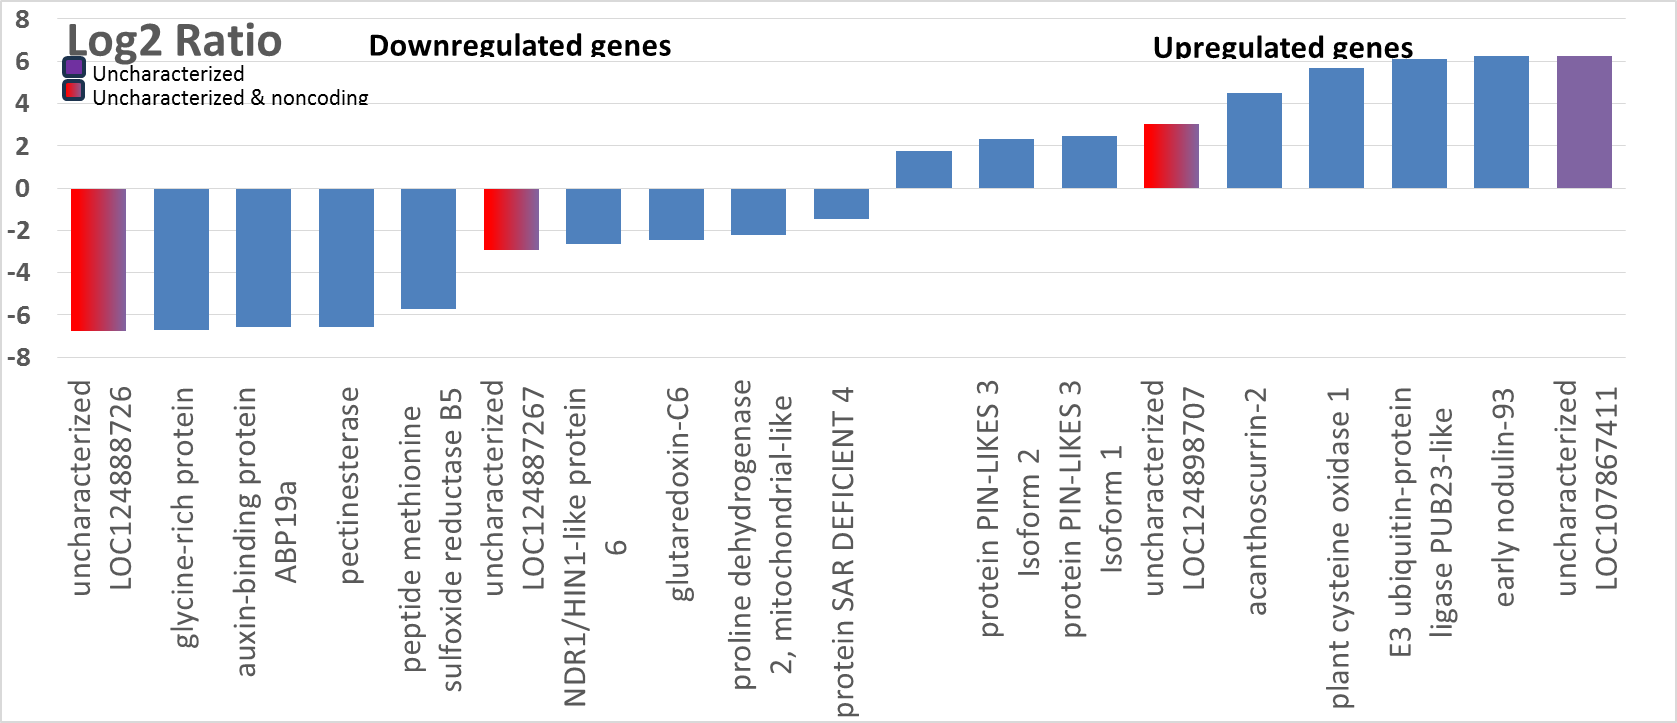 8
6
4
2
0
-2
-4
-6
-8
Log2 Ratio
Uncharacterized
Uncharacterized & noncoding
Downregulated genes
Upregulated genes
uncharacterized
LOC124888726
glycine-rich protein
auxin-binding protein
ABP19a
pectinesterase
peptide methionine
sulfoxide reductase B5
uncharacterized
LOC124887267
NDR1/HIN1-like protein
6
glutaredoxin-C6
proline dehydrogenase
2, mitochondrial-like
protein SAR DEFICIENT 4
protein PIN-LIKES 3
Isoform 2
protein PIN-LIKES 3
Isoform 1
uncharacterized
LOC124898707
acanthoscurrin-2
plant cysteine oxidase 1
E3 ubiquitin-protein
ligase PUB23-like
early nodulin-93
uncharacterized
LOC107867411